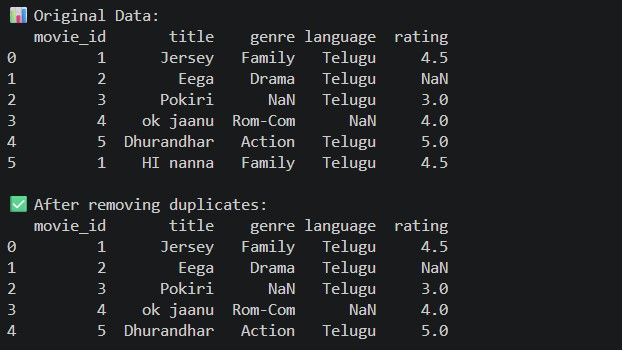 📊 Original Data:
movie_id title genre language rating
0 1 Jersey Family Telugu 4.5
1 2 Eega Drama Telugu NaN
2 3 Pokiri NaN Telugu 3.0
3 4 ok jaanu Rom-Com NaN 4.0
4 5 Dhurandhar Action Telugu 5.0
5 1 HI nanna Family Telugu 4.5
✅ After removing duplicates:
movie_id title genre language rating
0 1 Jersey Family Telugu 4.5
1 2 Eega Drama Telugu NaN
2 3 Pokiri NaN Telugu 3.0
3 4 ok jaanu Rom-Com NaN 4.0
4 5 Dhurandhar Action Telugu 5.0